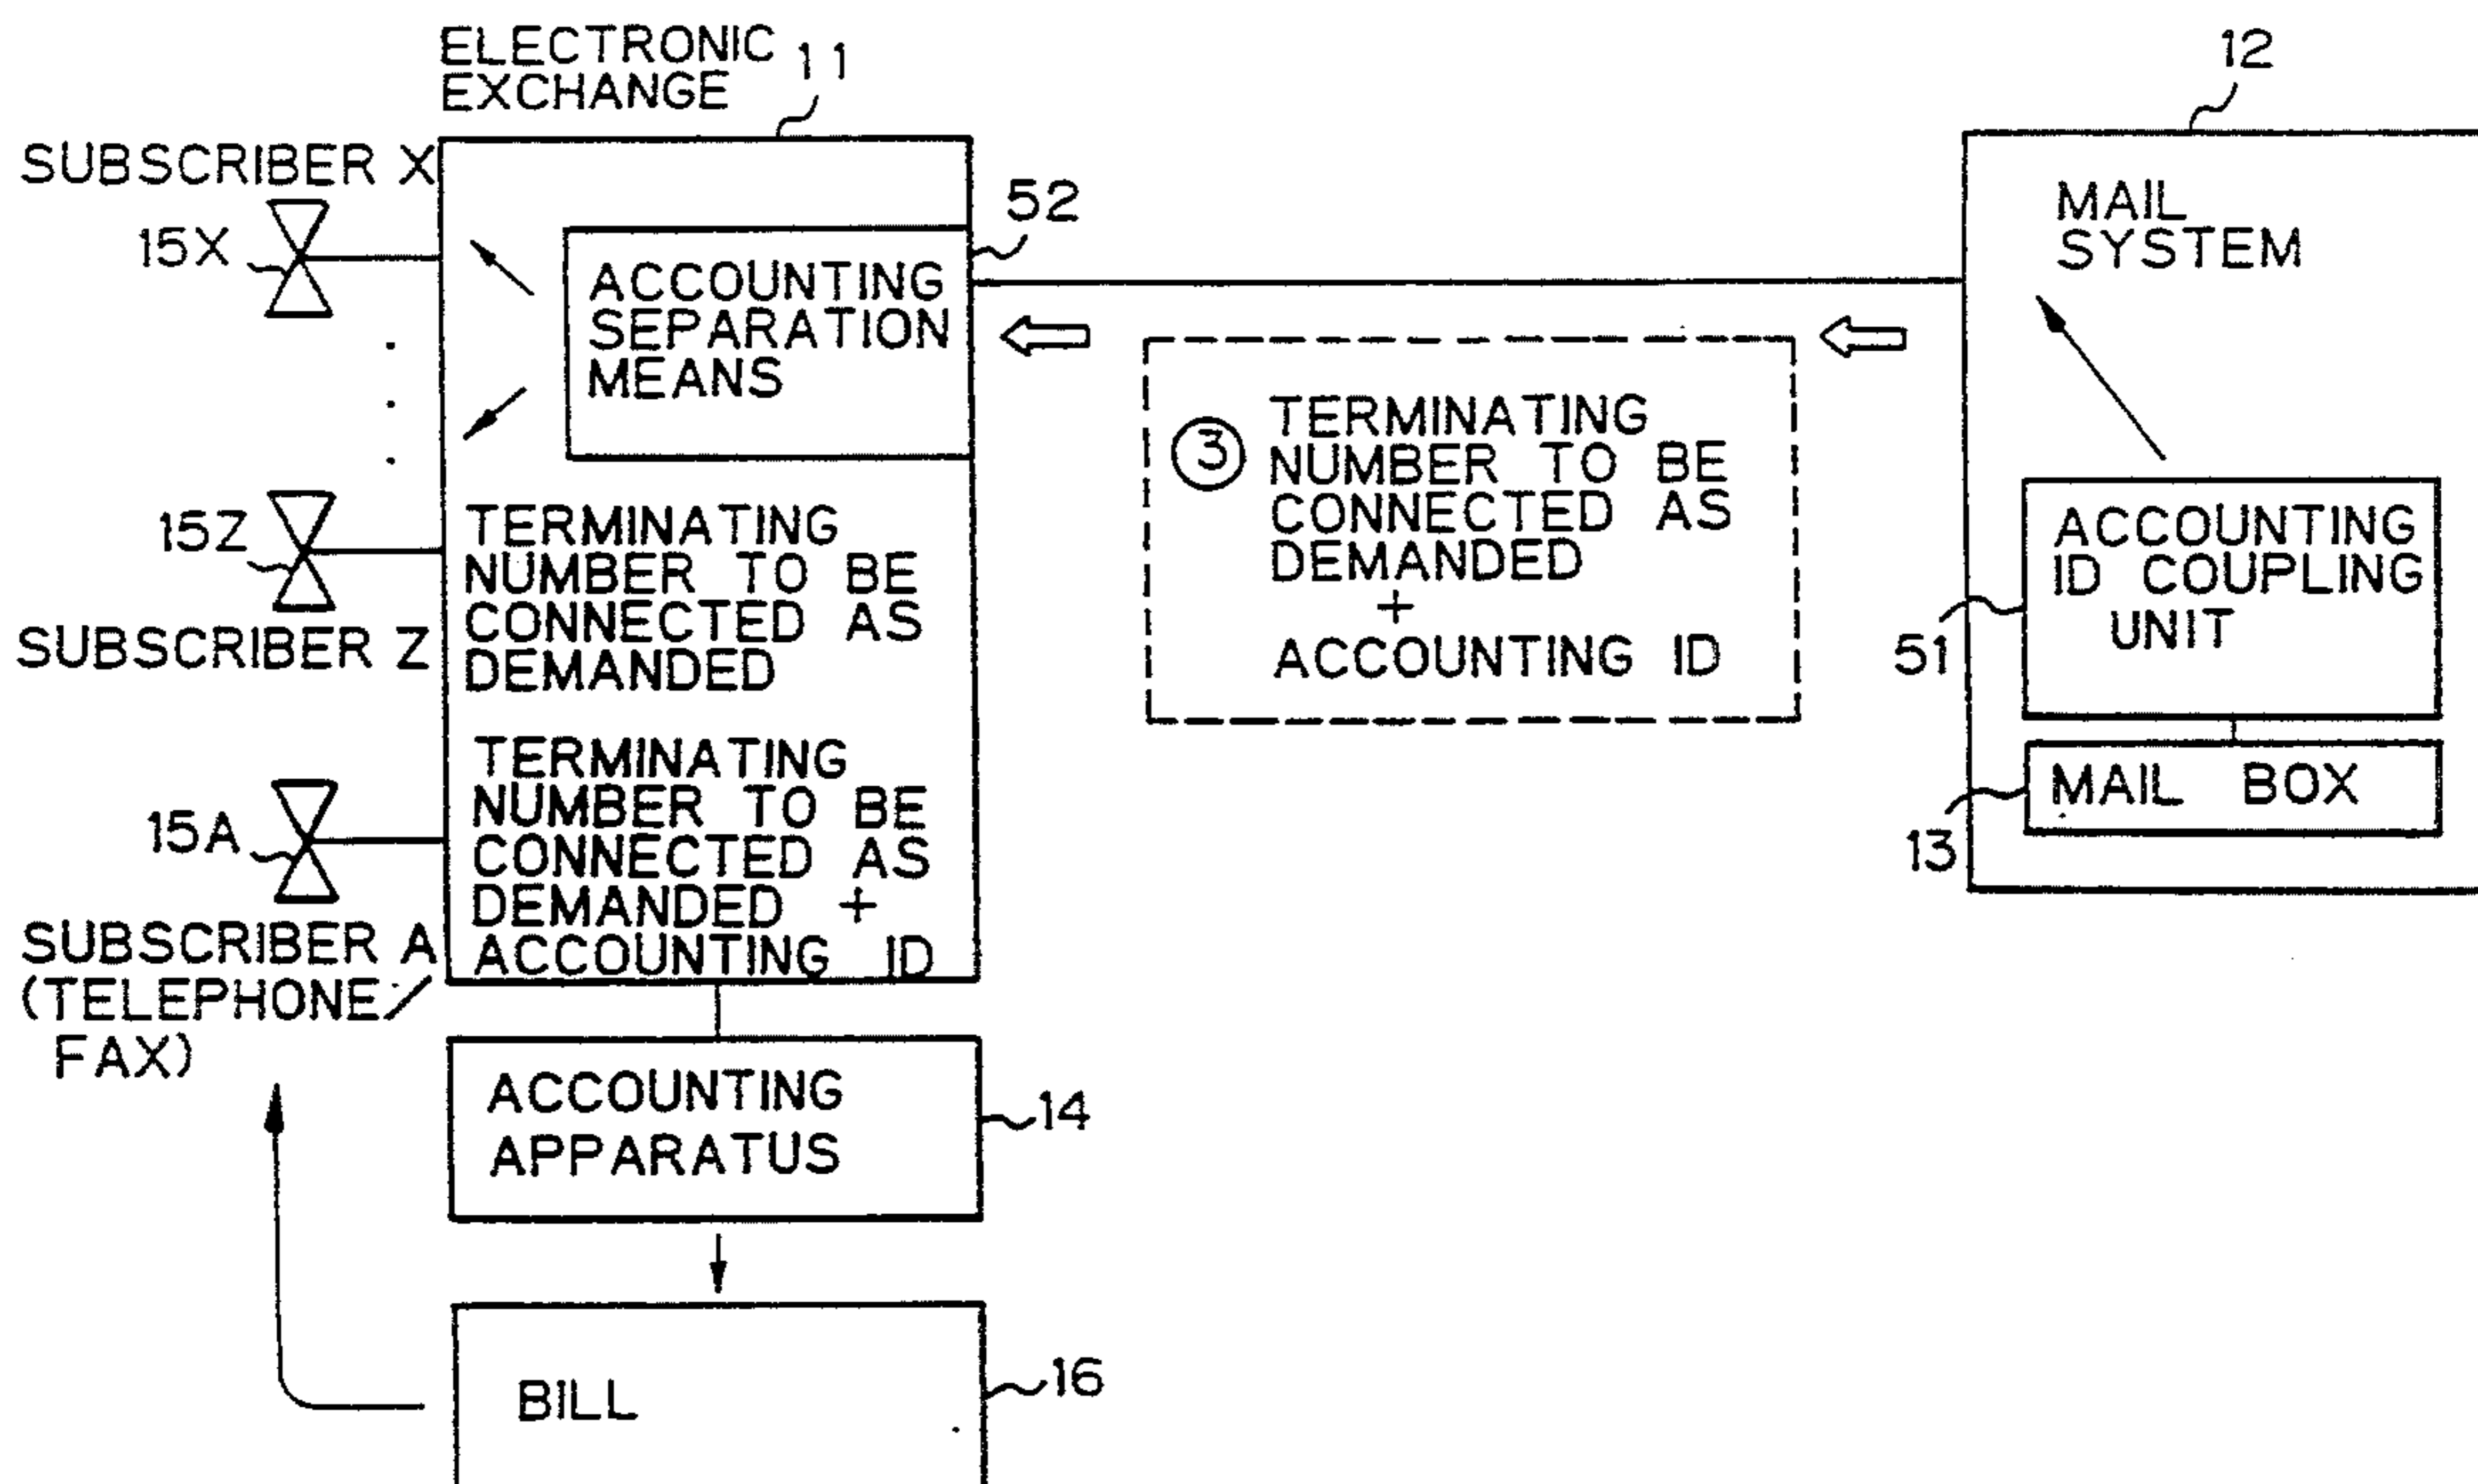 ELECTRONIC
EXCHANGE
11
12
SUBSCRIBER X
15X
52
ACCOUNTING
SEPARATION
MEANS
MAIL
SYSTEM
15Z
SUBSCRIBER Z
TERMINATING
NUMBER TO BE
CONNECTED AS
DEMANDED
③ TERMINATING
NUMBER TO BE
CONNECTED AS
DEMANDED
+
ACCOUNTING ID
ACCOUNTING
ID COUPLING
UNIT
51
MAIL BOX
13
15A
SUBSCRIBER A
(TELEPHONE/
FAX)
TERMINATING
NUMBER TO BE
CONNECTED AS
DEMANDED +
ACCOUNTING ID
ACCOUNTING
APPARATUS
14
BILL
16